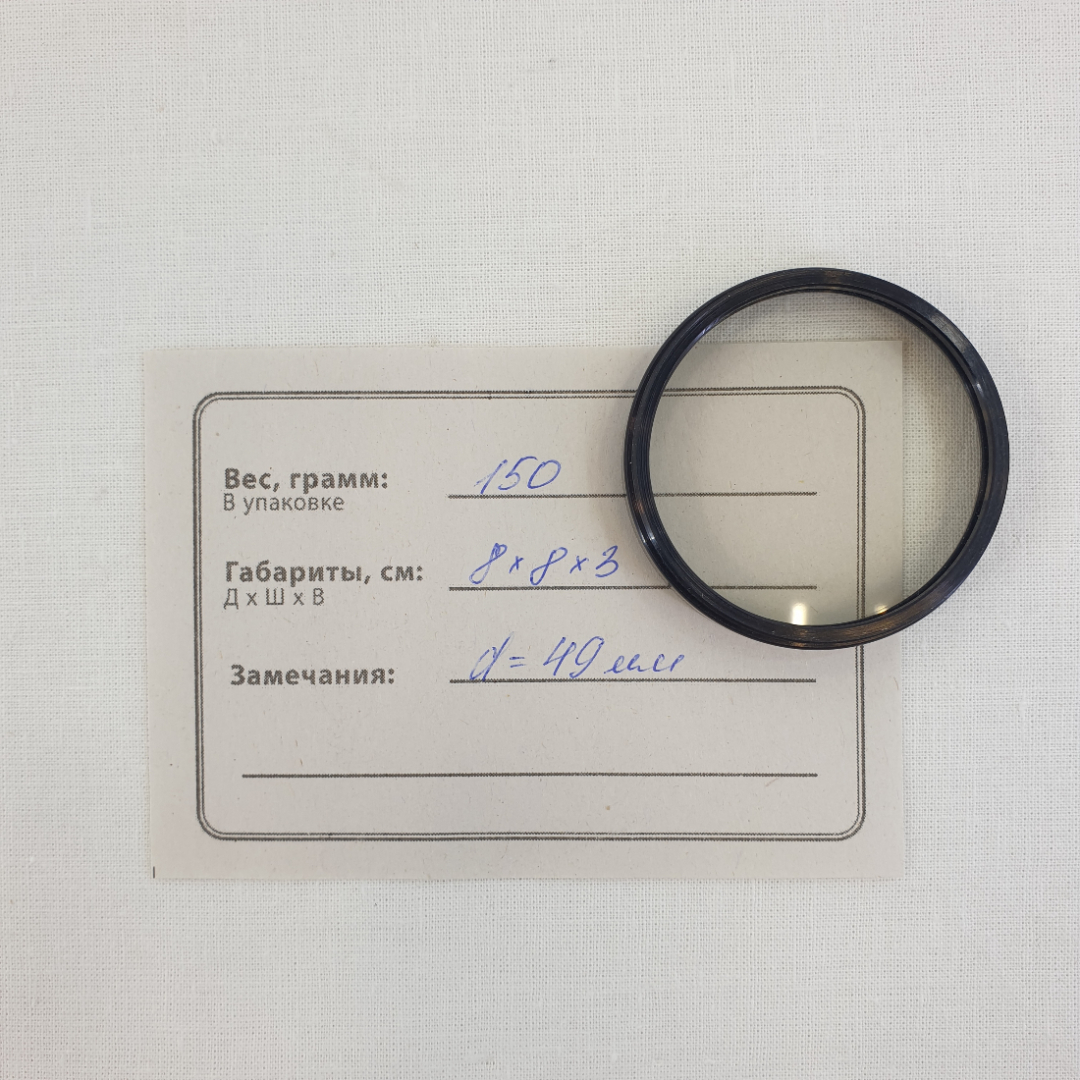 Вес, грамм: 150
В упаковке
Габариты, см: 8 х 8 х 3
Д х Ш х В
Замечания: d = 49 мм